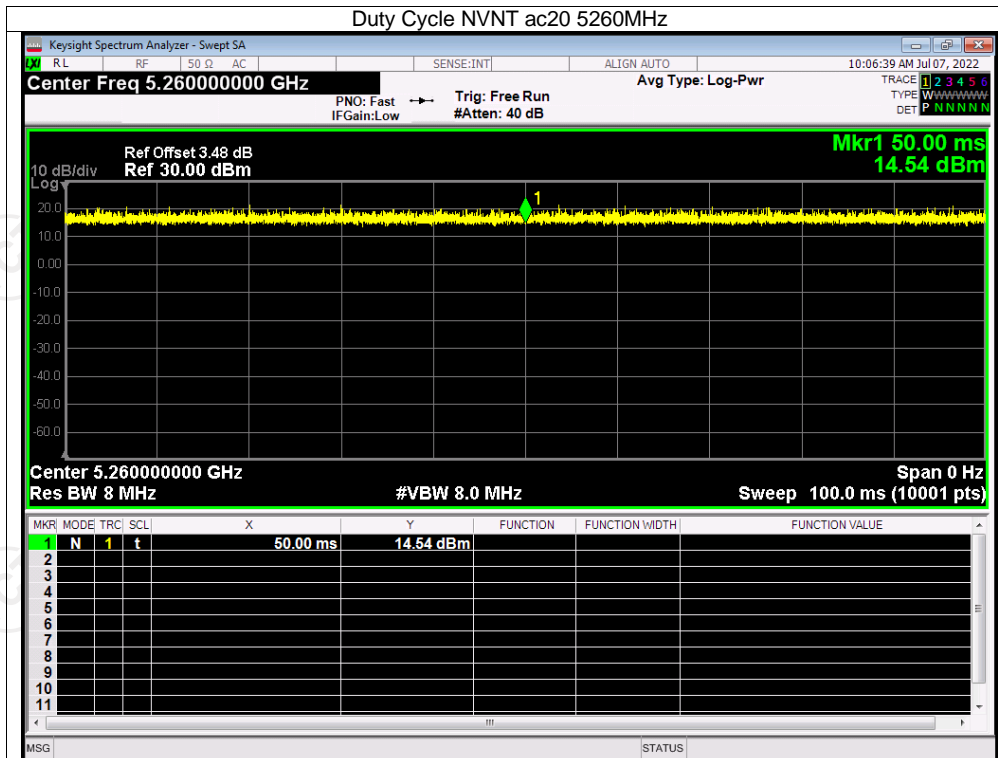 Duty Cycle NVNT ac20 5260MHz
Keysight Spectrum Analyzer - Swept SA
LXI RL RF 50 Ω AC SENSE:INT ALIGN AUTO 10:06:39 AM Jul 07, 2022
Center Freq 5.260000000 GHz Avg Type: Log-Pwr TRACE 1 2 3 4 5 6
PNO: Fast Trig: Free Run TYPE WWWWWW
IFGain:Low #Atten: 40 dB DET P N N N N N
Mkr1 50.00 ms
Ref Offset 3.48 dB
10 dB/div Ref 30.00 dBm 14.54 dBm
Log
1
20.0
10.0
0.00
-10.0
-20.0
-30.0
-40.0
-50.0
-60.0
Center 5.260000000 GHz Span 0 Hz
Res BW 8 MHz #VBW 8.0 MHz Sweep 100.0 ms (10001 pts)
MKR MODE TRC SCL X Y FUNCTION FUNCTION WIDTH FUNCTION VALUE
1 N 1 t 50.00 ms 14.54 dBm
2
3
4
5
6
7
8
9
10
11
MSG STATUS